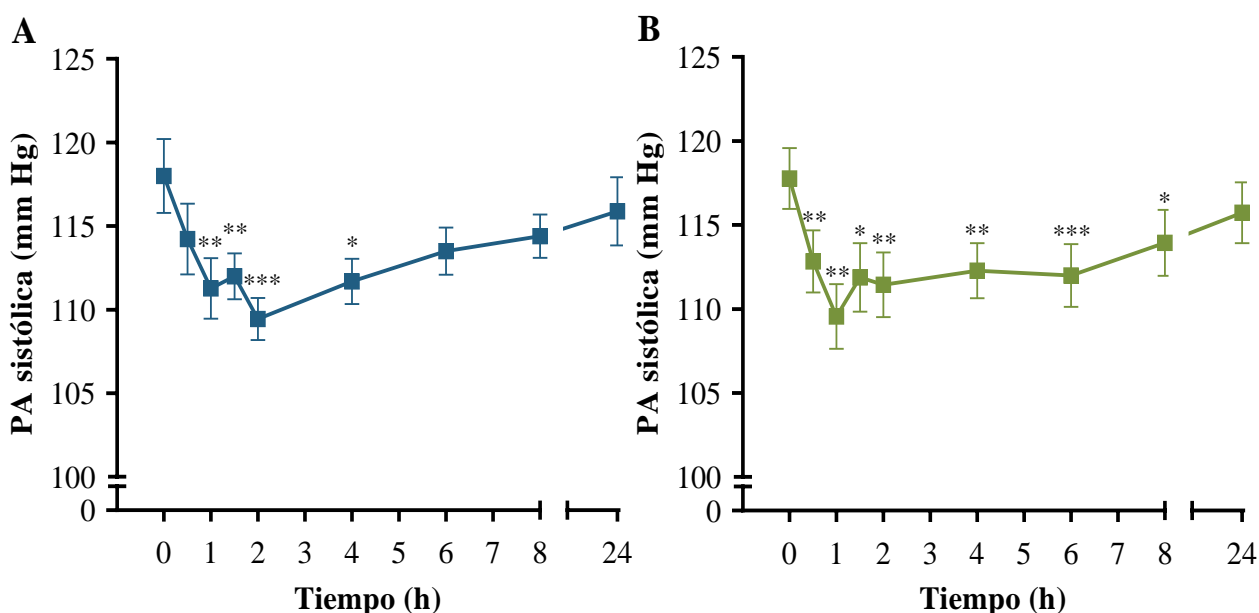 A
PA sistólica (mm Hg)
125
120
115
110
105
100
0
** ** *** *
0 1 2 3 4 5 6 7 8 24
Tiempo (h)
B
PA sistólica (mm Hg)
125
120
115
110
105
100
0
** ** * ** ** *** *
0 1 2 3 4 5 6 7 8 24
Tiempo (h)